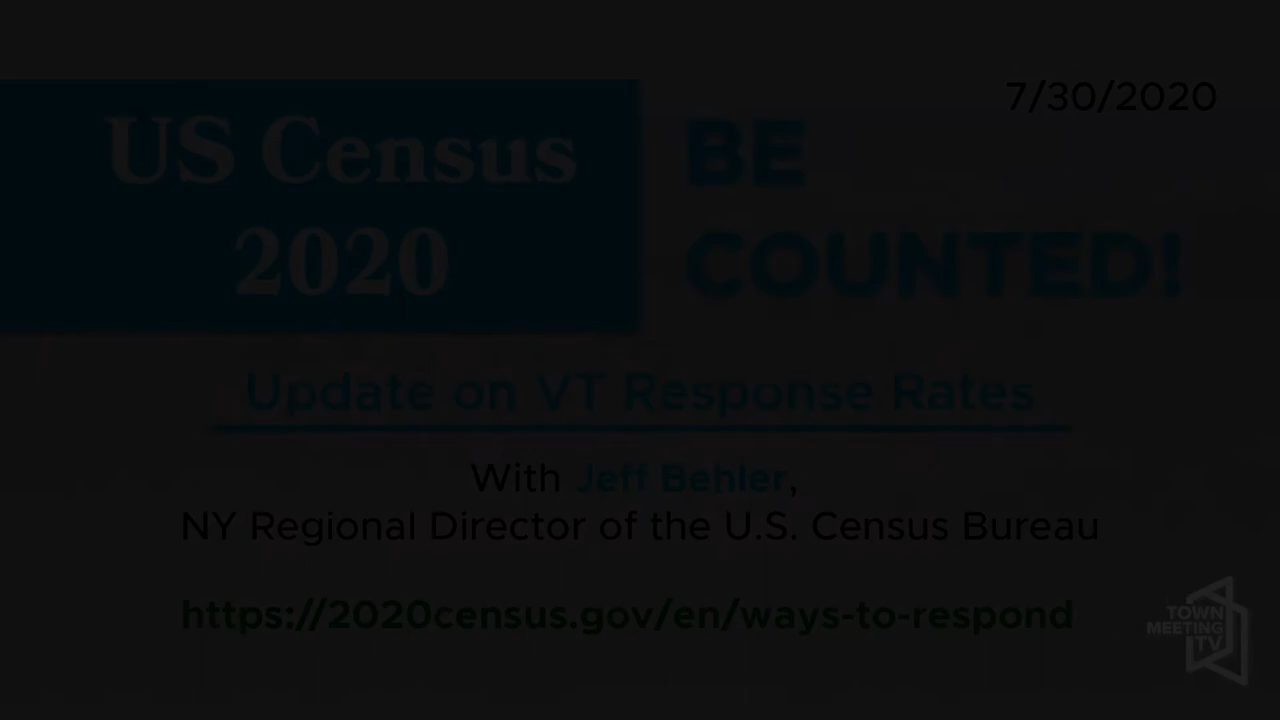 7/30/2020
US Census
2020
BE
COUNTED!
Update on VT Response Rates
With Jeff Behler,
NY Regional Director of the U.S. Census Bureau
https://2020census.gov/en/ways-to-respond
TOWN
MEETING
TV